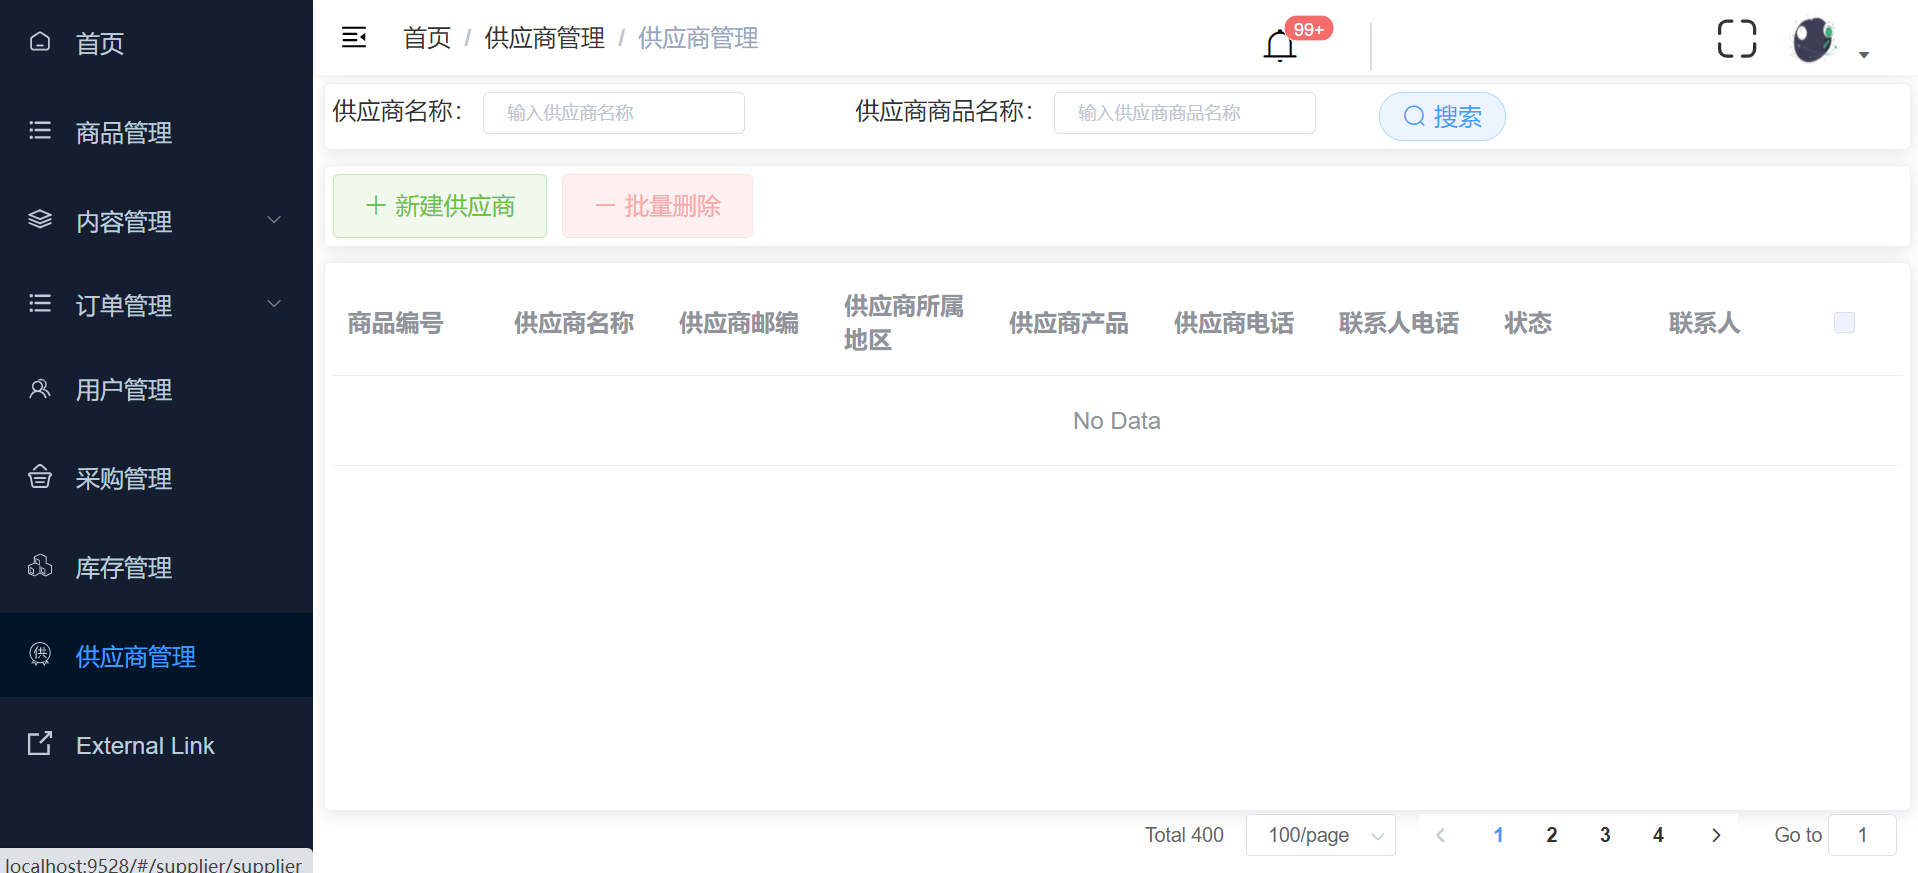 首页
商品管理
内容管理
订单管理
用户管理
采购管理
库存管理
供
供应商管理
External Link
localhost:9528/#/supplier/supplier
首页 / 供应商管理 / 供应商管理
99+
供应商名称： 输入供应商名称 供应商商品名称： 输入供应商商品名称 搜索
新建供应商 批量删除
商品编号 供应商名称 供应商邮编 供应商所属地区 供应商产品 供应商电话 联系人电话 状态 联系人
No Data
Total 400 100/page 1 2 3 4 Go to 1